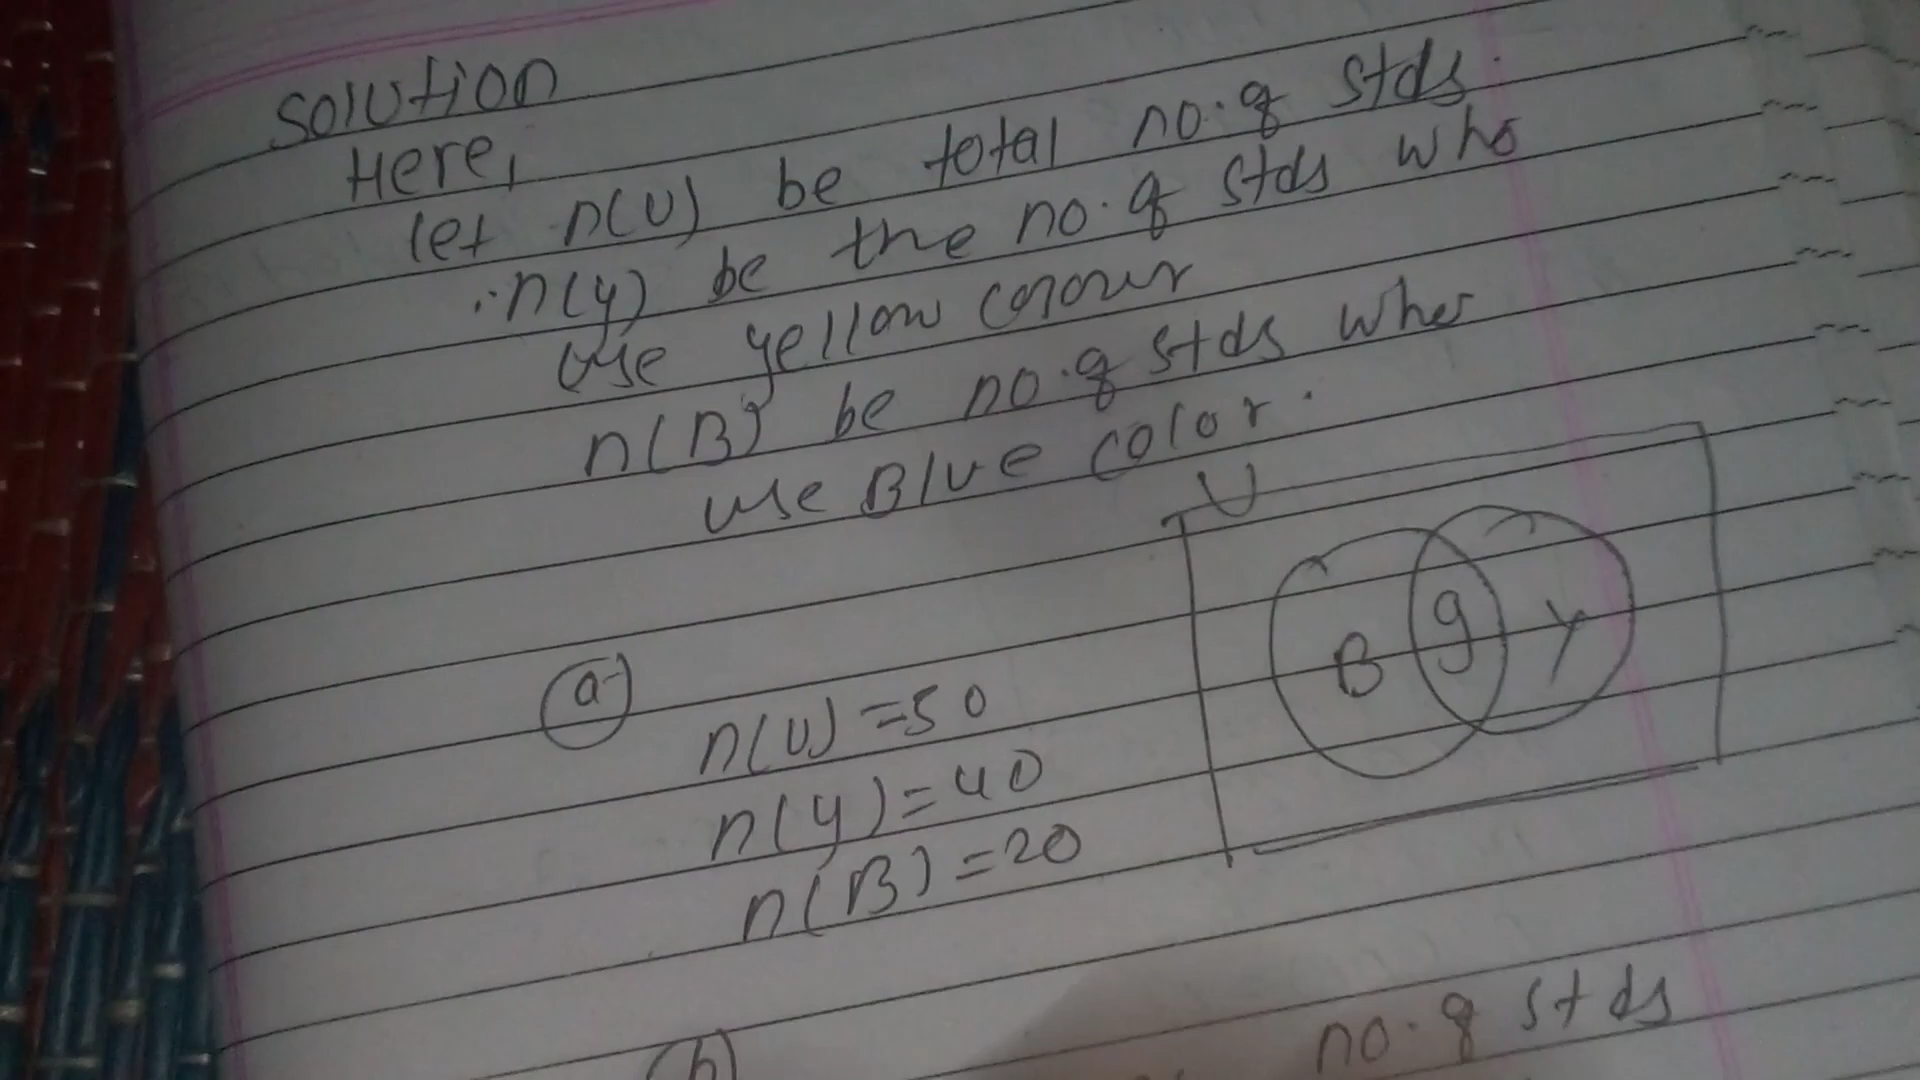 Solution
Here,
let n(U) be total no. of stds.
∴ n(y) be the no. of stds who
use yellow colour
n(B) be no. of stds who
use Blue color.
U
B g Y
(a)
n(U) = 50
n(y) = 40
n(B) = 20
(b) no. of stds